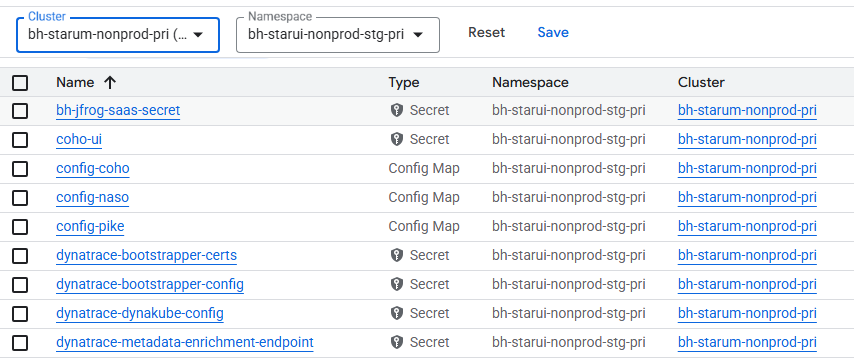 Cluster
bh-starum-nonprod-pri (...
Namespace
bh-starui-nonprod-stg-pri
Reset
Save
Name Type Namespace Cluster
bh-jfrog-saas-secret Secret bh-starui-nonprod-stg-pri bh-starum-nonprod-pri
coho-ui Secret bh-starui-nonprod-stg-pri bh-starum-nonprod-pri
config-coho Config Map bh-starui-nonprod-stg-pri bh-starum-nonprod-pri
config-naso Config Map bh-starui-nonprod-stg-pri bh-starum-nonprod-pri
config-pike Config Map bh-starui-nonprod-stg-pri bh-starum-nonprod-pri
dynatrace-bootstrapper-certs Secret bh-starui-nonprod-stg-pri bh-starum-nonprod-pri
dynatrace-bootstrapper-config Secret bh-starui-nonprod-stg-pri bh-starum-nonprod-pri
dynatrace-dynakube-config Secret bh-starui-nonprod-stg-pri bh-starum-nonprod-pri
dynatrace-metadata-enrichment-endpoint Secret bh-starui-nonprod-stg-pri bh-starum-nonprod-pri